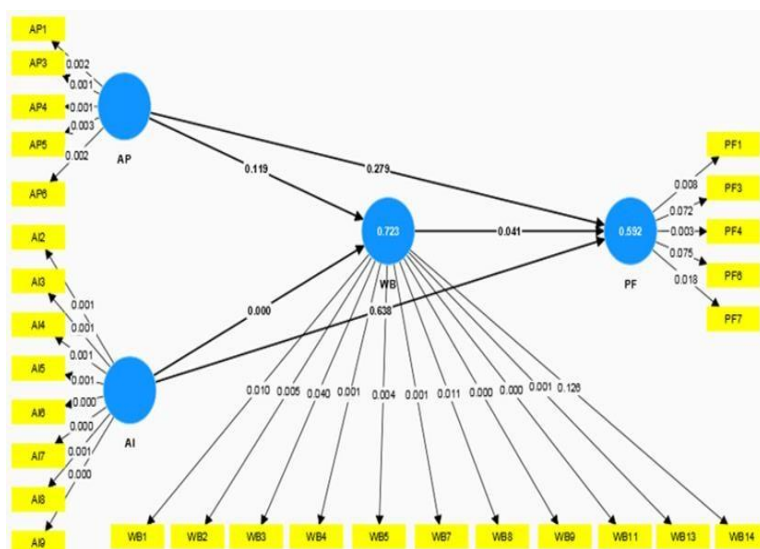 AP1
AP3
AP4
AP5
AP6
0.002
0.001
0.001
0.003
0.002
AP
0.119
0.279
AI2
AI3
AI4
AI5
AI6
AI7
AI8
AI9
0.001
0.001
0.001
0.001
0.000
0.000
0.001
0.000
AI
0.000
0.638
0.723
WB
0.041
0.592
PF
0.008
0.072
0.003
0.075
0.018
PF1
PF3
PF4
PF6
PF7
0.010 0.005 0.040 0.001 0.004 0.001 0.011 0.000 0.000 0.001 0.126
WB1 WB2 WB3 WB4 WB5 WB7 WB8 WB9 WB11 WB13 WB14